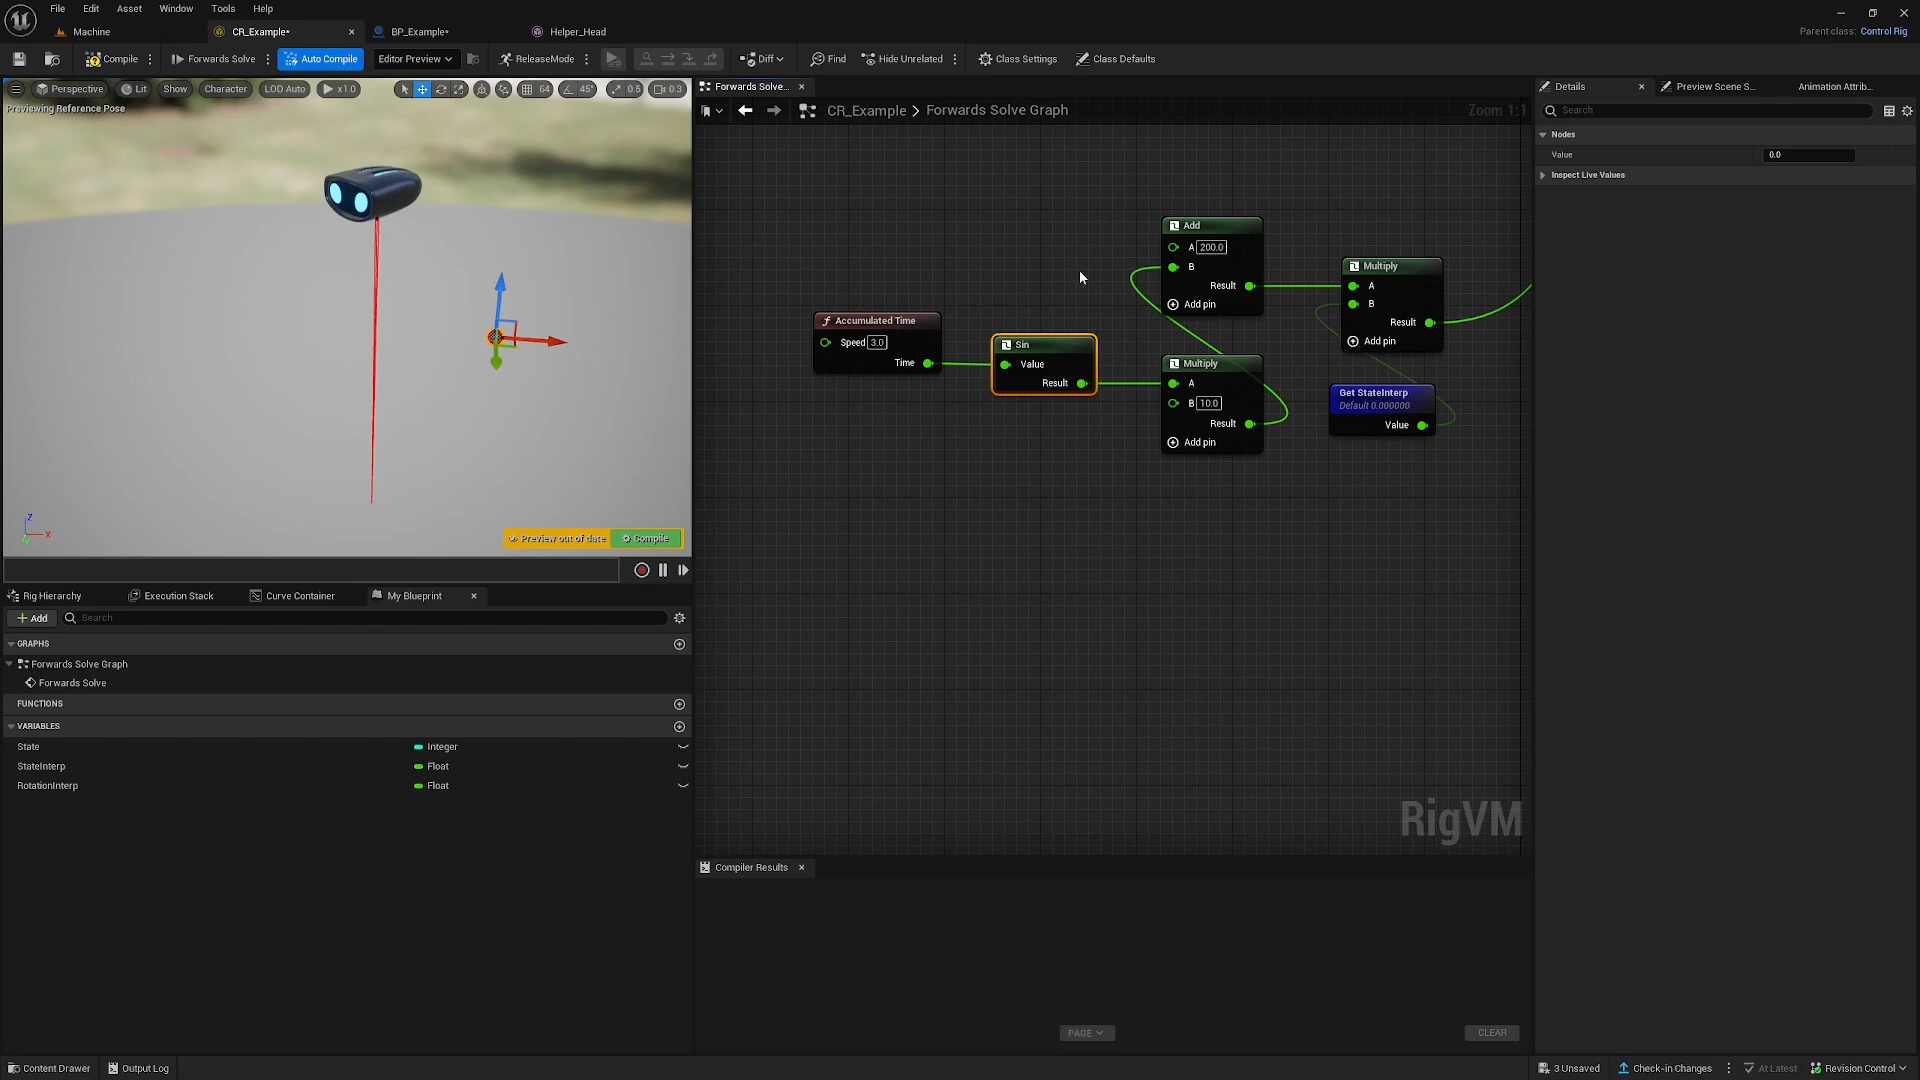 File Edit Asset Window Tools Help
Machine CR_Example* BP_Example* Helper_Head
Parent class: Control Rig
Compile Forwards Solve Auto Compile Editor Preview ReleaseMode Diff Find Hide Unrelated Class Settings Class Defaults
Perspective Lit Show Character LOD Auto x1.0 64 45° 0.5 0.3
Previewing Reference Pose
Z
X
Preview out of date Compile
Rig Hierarchy Execution Stack Curve Container My Blueprint
Add Search
GRAPHS
Forwards Solve Graph
Forwards Solve
FUNCTIONS
VARIABLES
State Integer
StateInterp Float
RotationInterp Float
Forwards Solve...
CR_Example > Forwards Solve Graph Zoom 1:1
Accumulated Time
Speed 3.0
Time
Sin
Value
Result
Add
A 200.0
B
Result
Add pin
Multiply
A
B 10.0
Result
Add pin
Multiply
A
B
Result
Add pin
Get StateInterp
Default 0.000000
Value
RigVM
Compiler Results
PAGE CLEAR
Details Preview Scene S... Animation Attrib...
Search
Nodes
Value 0.0
Inspect Live Values
Content Drawer Output Log
3 Unsaved Check-in Changes At Latest Revision Control